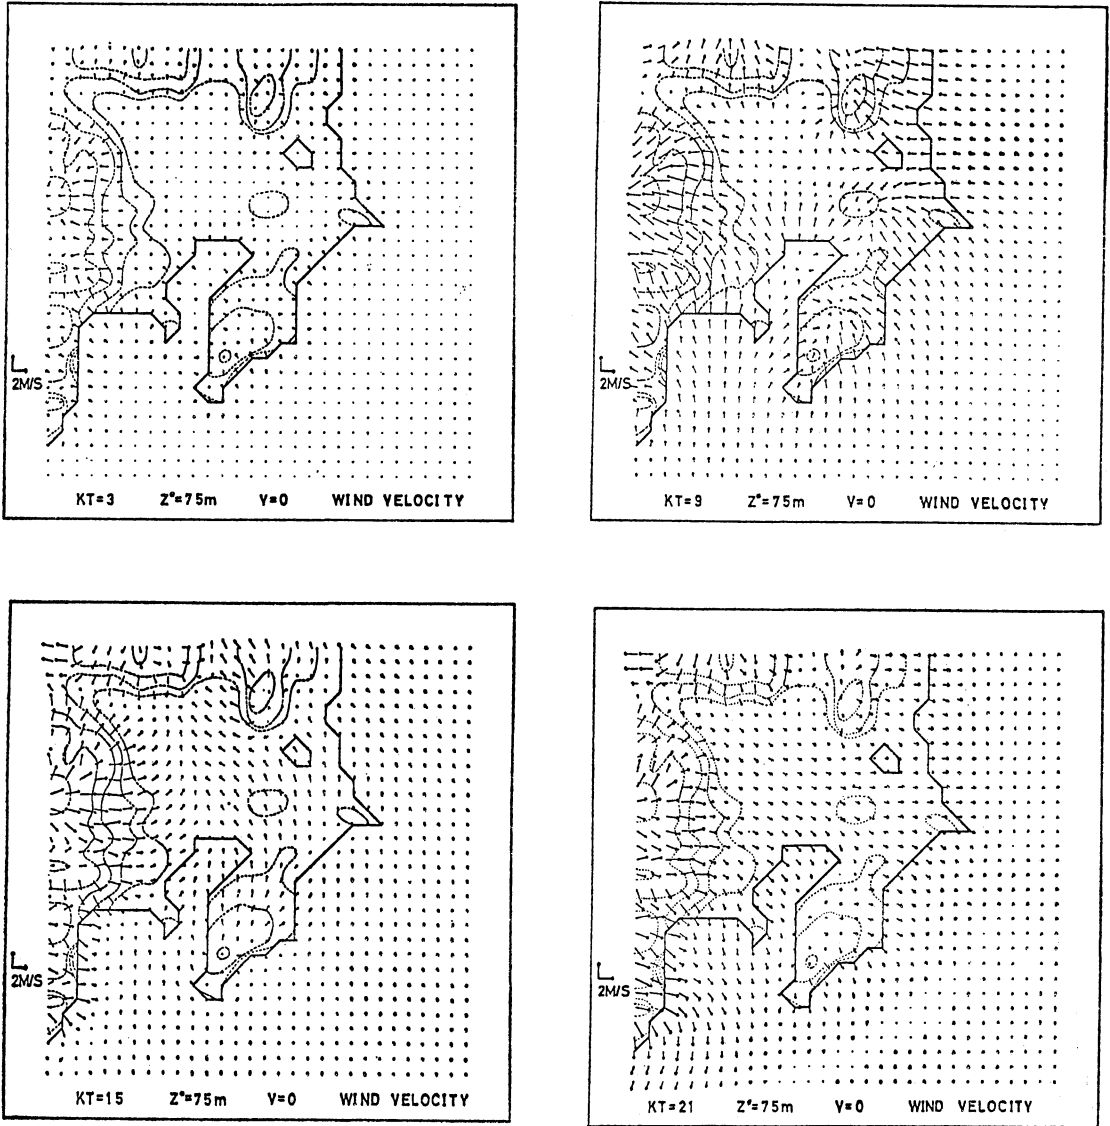 2M/S
KT=3 Z*=75m V=0 WIND VELOCITY
2M/S
KT=9 Z*=75m V=0 WIND VELOCITY
2M/S
KT=15 Z*=75m V=0 WIND VELOCITY
2M/S
KT=21 Z*=75m V=0 WIND VELOCITY